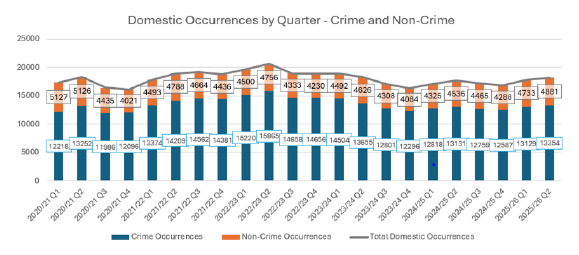 Domestic Occurrences by Quarter - Crime and Non-Crime
25000
20000
15000
10000
5000
0
5127 5126 4435 4021 4493 4788 4664 4436 4500 4756 4333 4230 4492 4626 4308 4084 4325 4536 4465 4288 4733 4881
12218 13252 11986 12096 13374 14209 14562 14381 15220 15865 14658 14656 14504 13655 12801 12296 12818 13131 12759 12587 13129 13354
2020/21 Q1 2020/21 Q2 2020/21 Q3 2020/21 Q4 2021/22 Q1 2021/22 Q2 2021/22 Q3 2021/22 Q4 2022/23 Q1 2022/23 Q2 2022/23 Q3 2022/23 Q4 2023/24 Q1 2023/24 Q2 2023/24 Q3 2023/24 Q4 2024/25 Q1 2024/25 Q2 2024/25 Q3 2024/25 Q4 2025/26 Q1 2025/26 Q2
Crime Occurrences Non-Crime Occurrences Total Domestic Occurrences